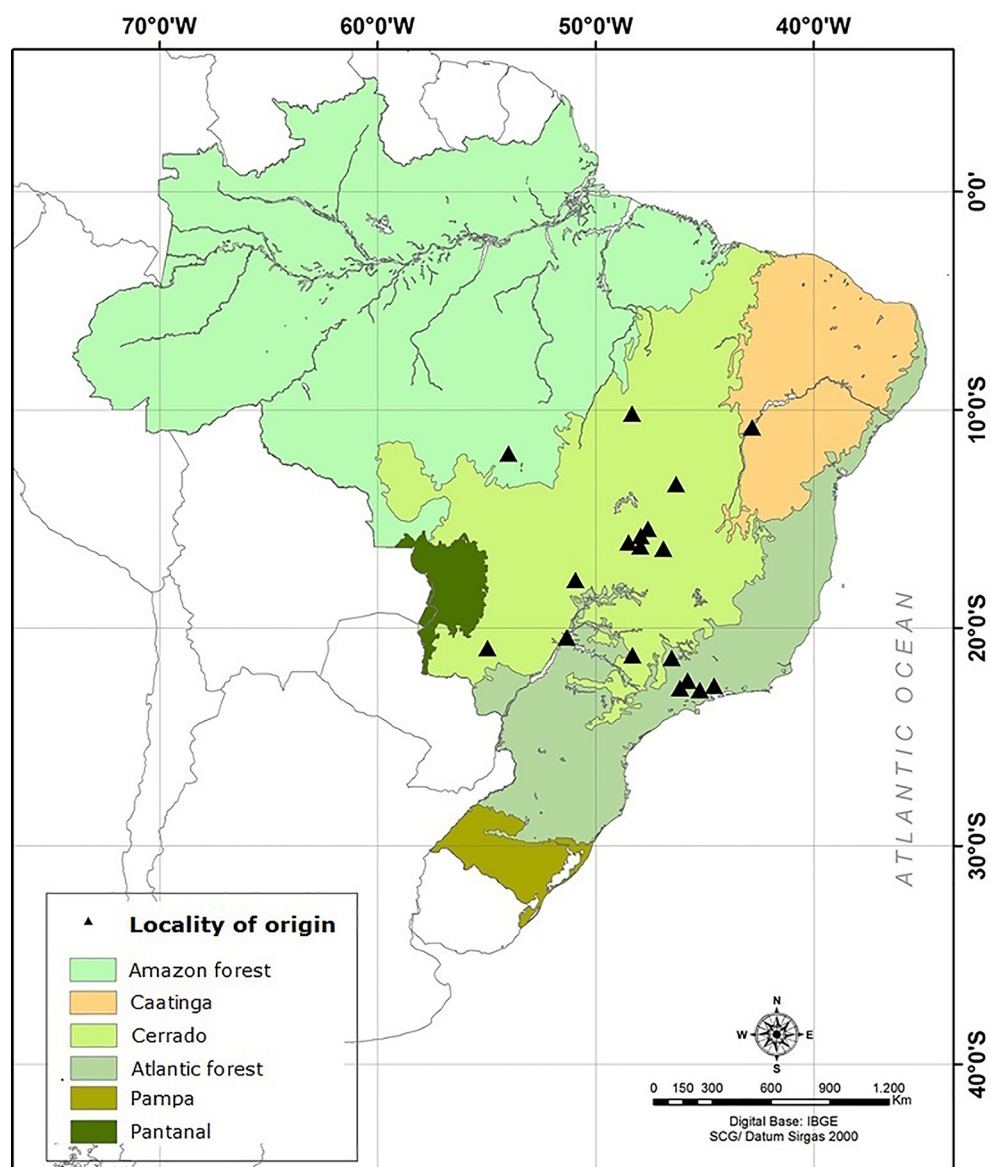 70°0'W 60°0'W 50°0'W 40°0'W
0°0'
10°0'S
20°0'S
30°0'S
40°0'S
ATLANTIC OCEAN
Locality of origin
Amazon forest
Caatinga
Cerrado
Atlantic forest
Pampa
Pantanal
N
W E
S
0 150 300 600 900 1.200
Km
Digital Base: IBGE
SCG/ Datum Sirgas 2000